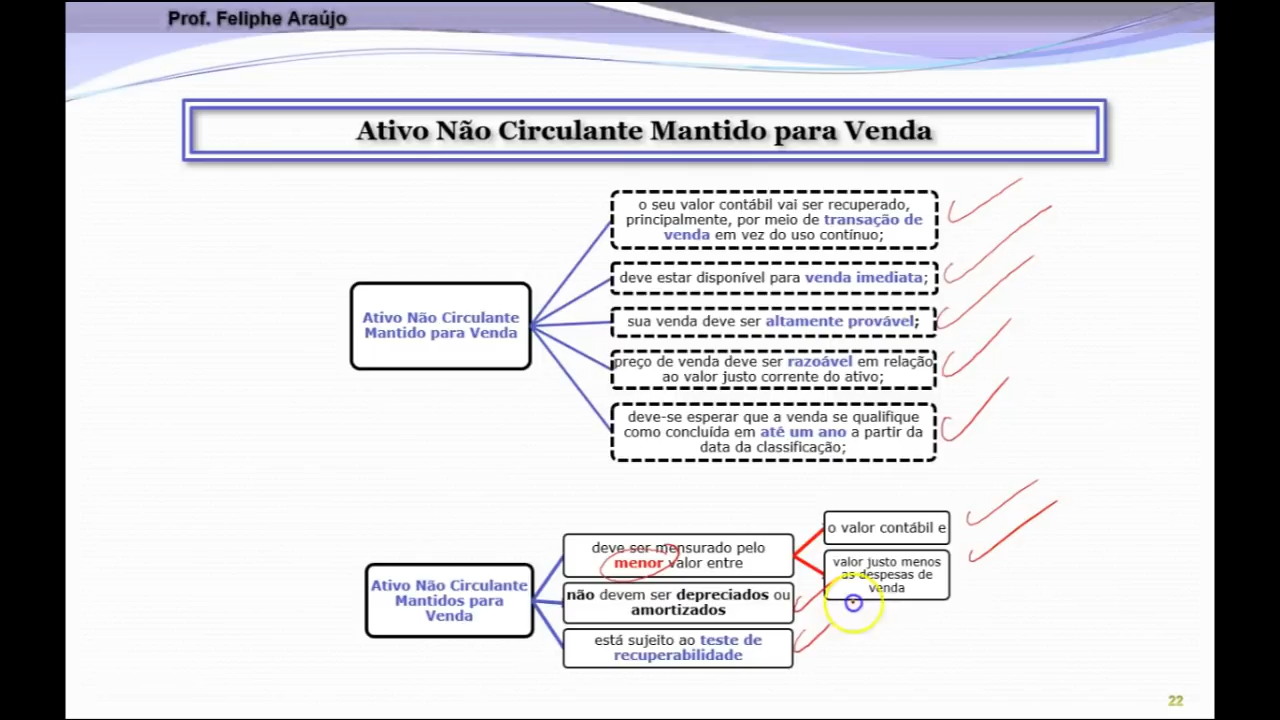 Prof. Feliphe Araújo
Ativo Não Circulante Mantido para Venda
o seu valor contábil vai ser recuperado,
principalmente, por meio de transação de
venda em vez do uso contínuo;
deve estar disponível para venda imediata;
Ativo Não Circulante
Mantido para Venda
sua venda deve ser altamente provável;
preço de venda deve ser razoável em relação
ao valor justo corrente do ativo;
deve-se esperar que a venda se qualifique
como concluída em até um ano a partir da
data da classificação;
Ativo Não Circulante
Mantidos para
Venda
deve ser mensurado pelo
menor valor entre
o valor contábil e
valor justo menos
as despesas de
venda
não devem ser depreciados ou
amortizados
está sujeito ao teste de
recuperabilidade
22